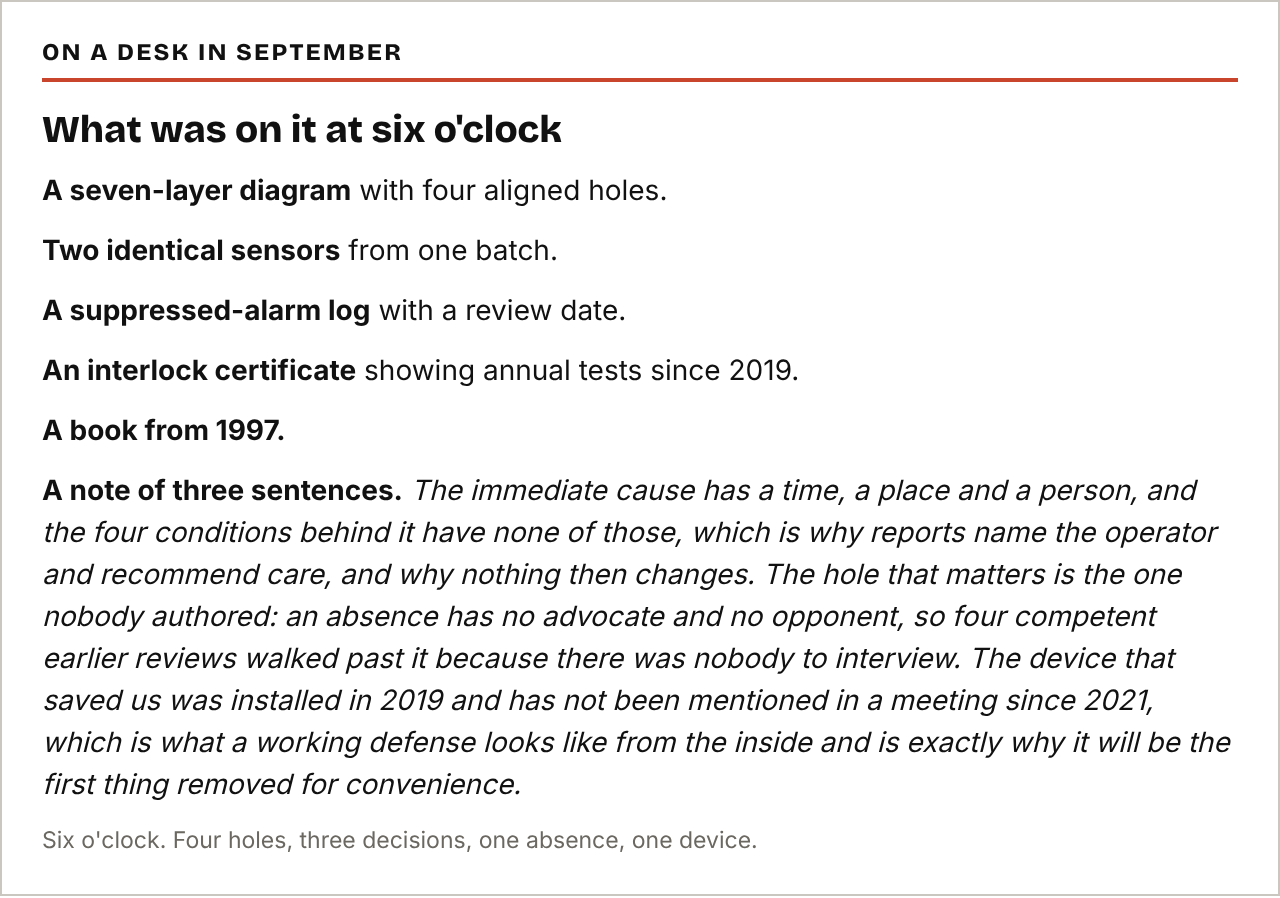 ON A DESK IN SEPTEMBER
What was on it at six o'clock
A seven-layer diagram with four aligned holes.
Two identical sensors from one batch.
A suppressed-alarm log with a review date.
An interlock certificate showing annual tests since 2019.
A book from 1997.
A note of three sentences. The immediate cause has a time, a place and a person, and
the four conditions behind it have none of those, which is why reports name the operator
and recommend care, and why nothing then changes. The hole that matters is the one
nobody authored: an absence has no advocate and no opponent, so four competent
earlier reviews walked past it because there was nobody to interview. The device that
saved us was installed in 2019 and has not been mentioned in a meeting since 2021,
which is what a working defense looks like from the inside and is exactly why it will be the
first thing removed for convenience.
Six o'clock. Four holes, three decisions, one absence, one device.